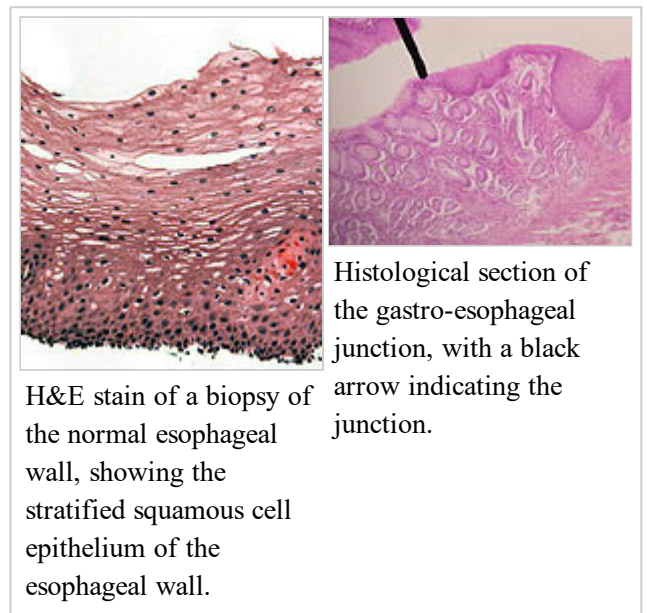 H&E stain of a biopsy of
the normal esophageal
wall, showing the
stratified squamous cell
epithelium of the
esophageal wall.
Histological section of
the gastro-esophageal
junction, with a black
arrow indicating the
junction.